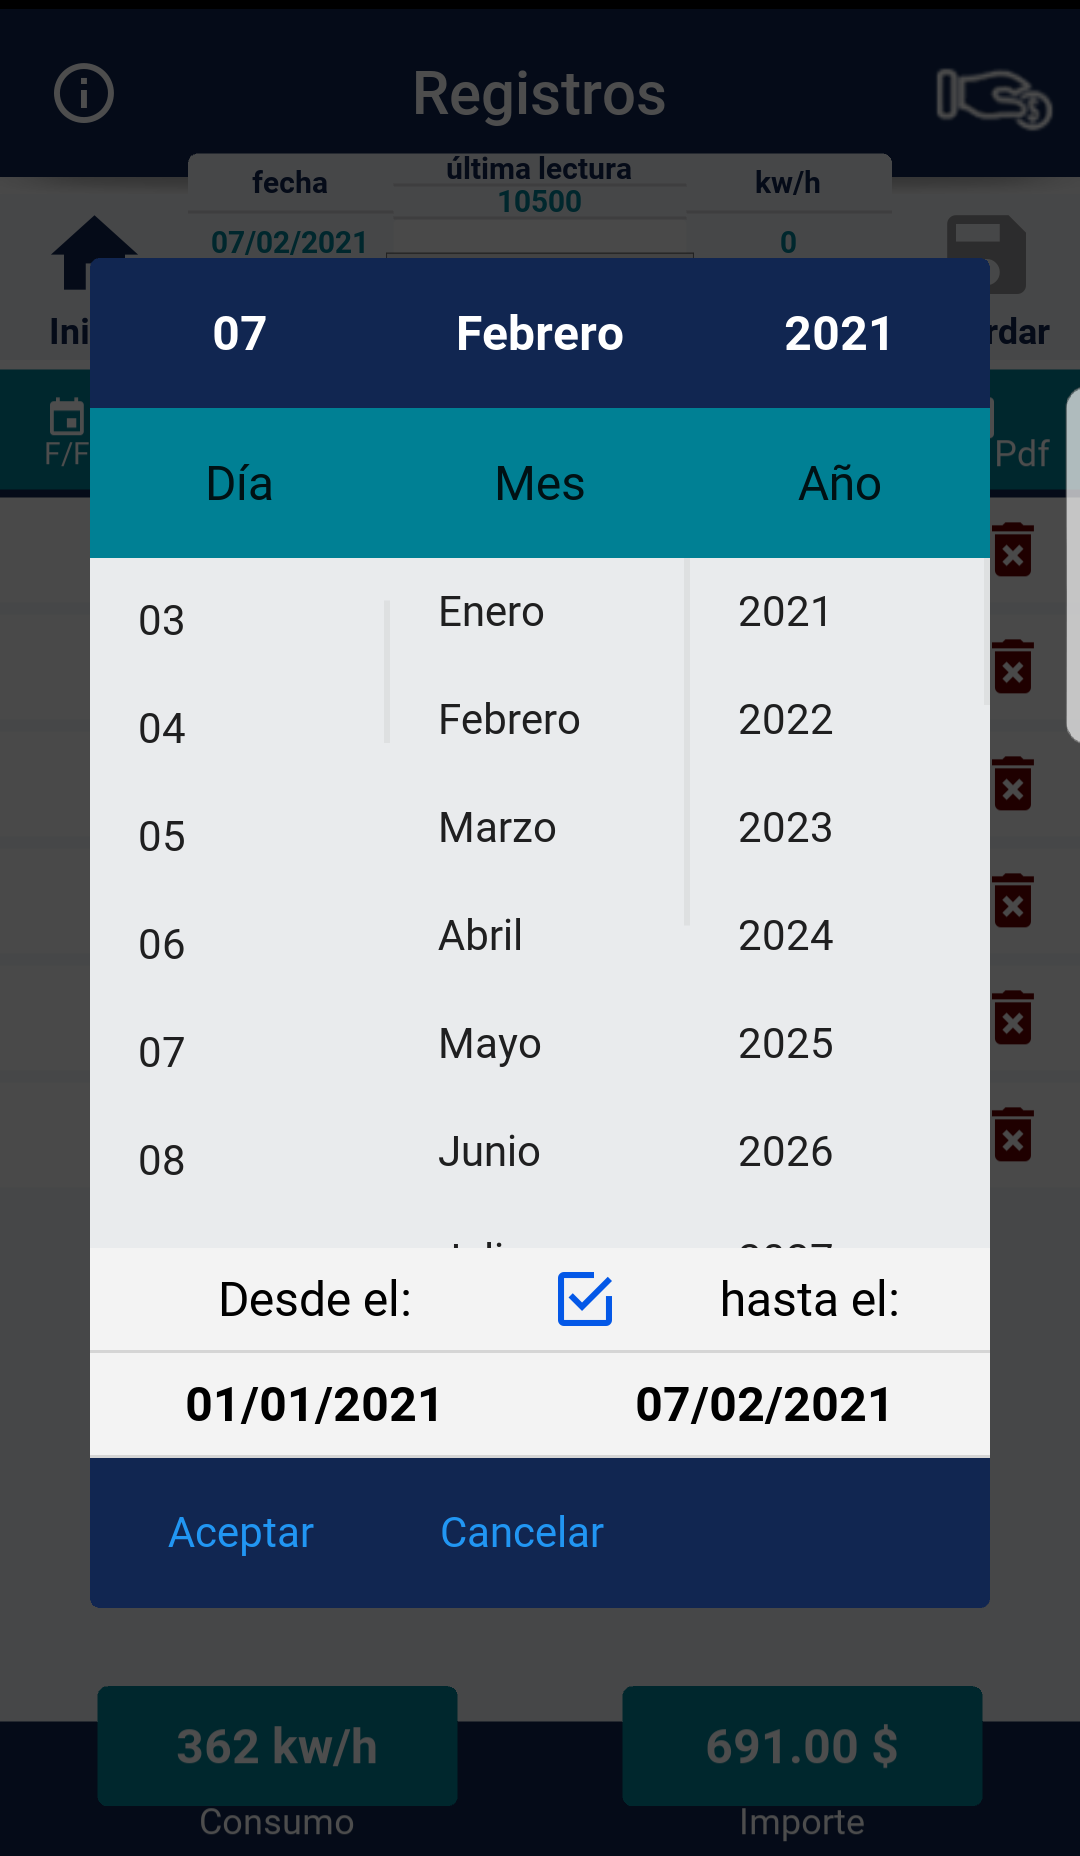 Registros
fecha última lectura kw/h
10500
07/02/2021 0
07 Febrero 2021
F/F Pdf
Día Mes Año
03 Enero 2021
04 Febrero 2022
05 Marzo 2023
06 Abril 2024
07 Mayo 2025
08 Junio 2026
Desde el: hasta el:
01/01/2021 07/02/2021
Aceptar Cancelar
362 kw/h 691.00 $
Consumo Importe